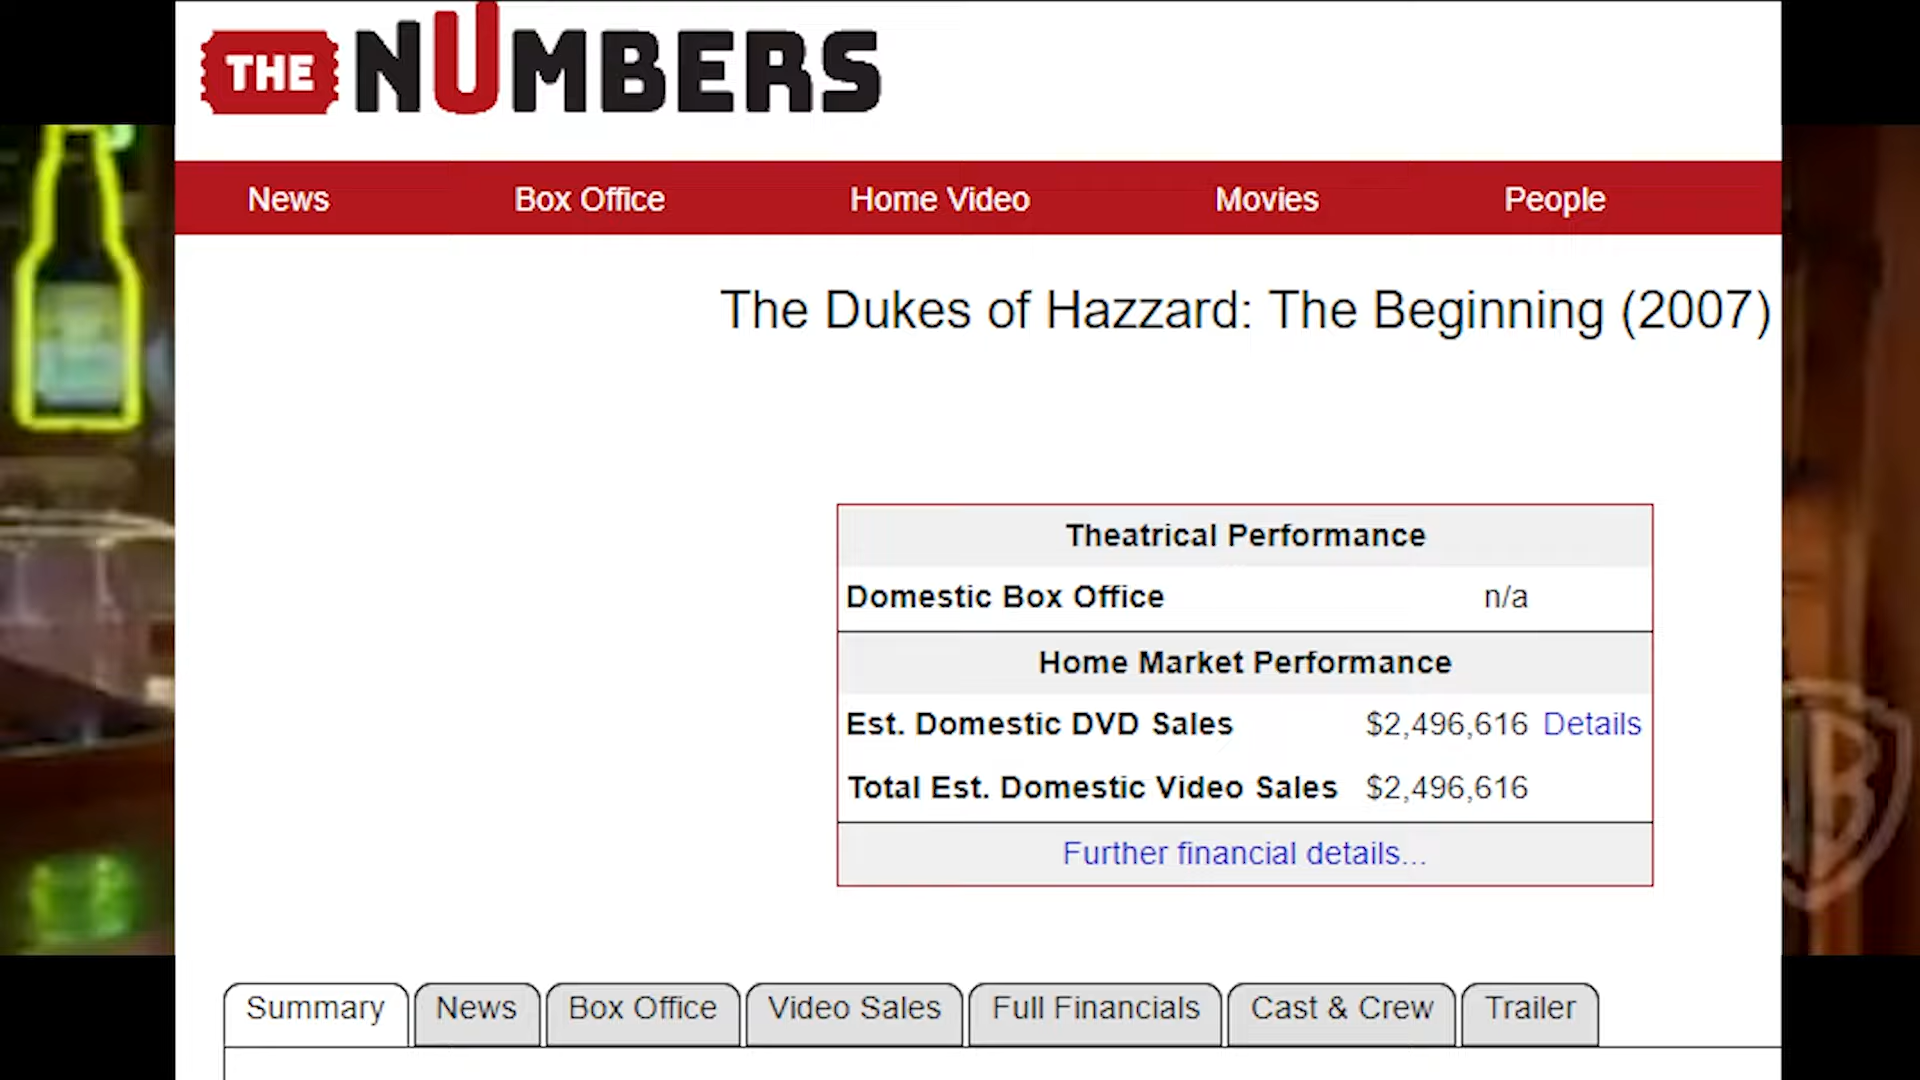 THE NUMBERS
News Box Office Home Video Movies People
The Dukes of Hazzard: The Beginning (2007)
Theatrical Performance
Domestic Box Office n/a
Home Market Performance
Est. Domestic DVD Sales $2,496,616 Details
Total Est. Domestic Video Sales $2,496,616
Further financial details...
Summary News Box Office Video Sales Full Financials Cast & Crew Trailer